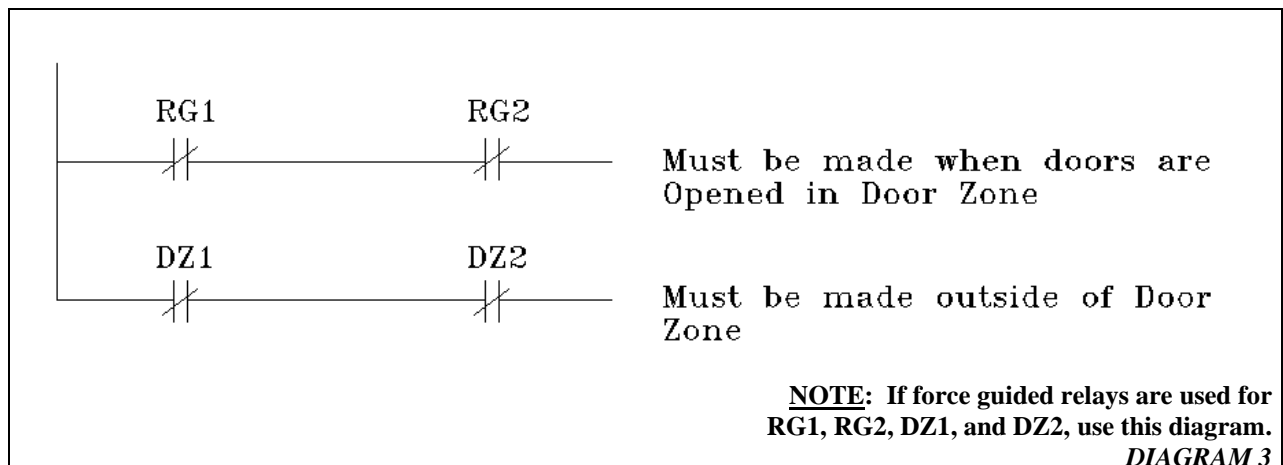 RG1 RG2
Must be made when doors are
Opened in Door Zone
DZ1 DZ2
Must be made outside of Door
Zone
NOTE: If force guided relays are used for
RG1, RG2, DZ1, and DZ2, use this diagram.
DIAGRAM 3